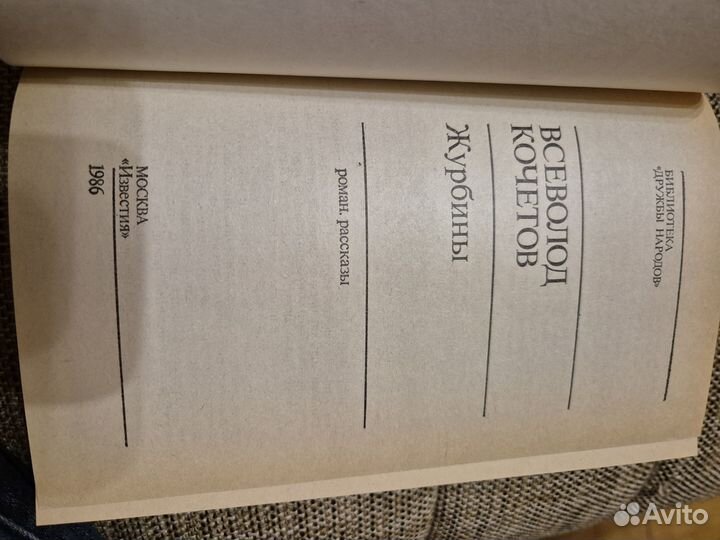 БИБЛИОТЕКА
«ДРУЖБЫ НАРОДОВ»
ВСЕВОЛОД
КОЧЕТОВ
Журбины
роман. рассказы
МОСКВА
«Известия»
1986
Avito